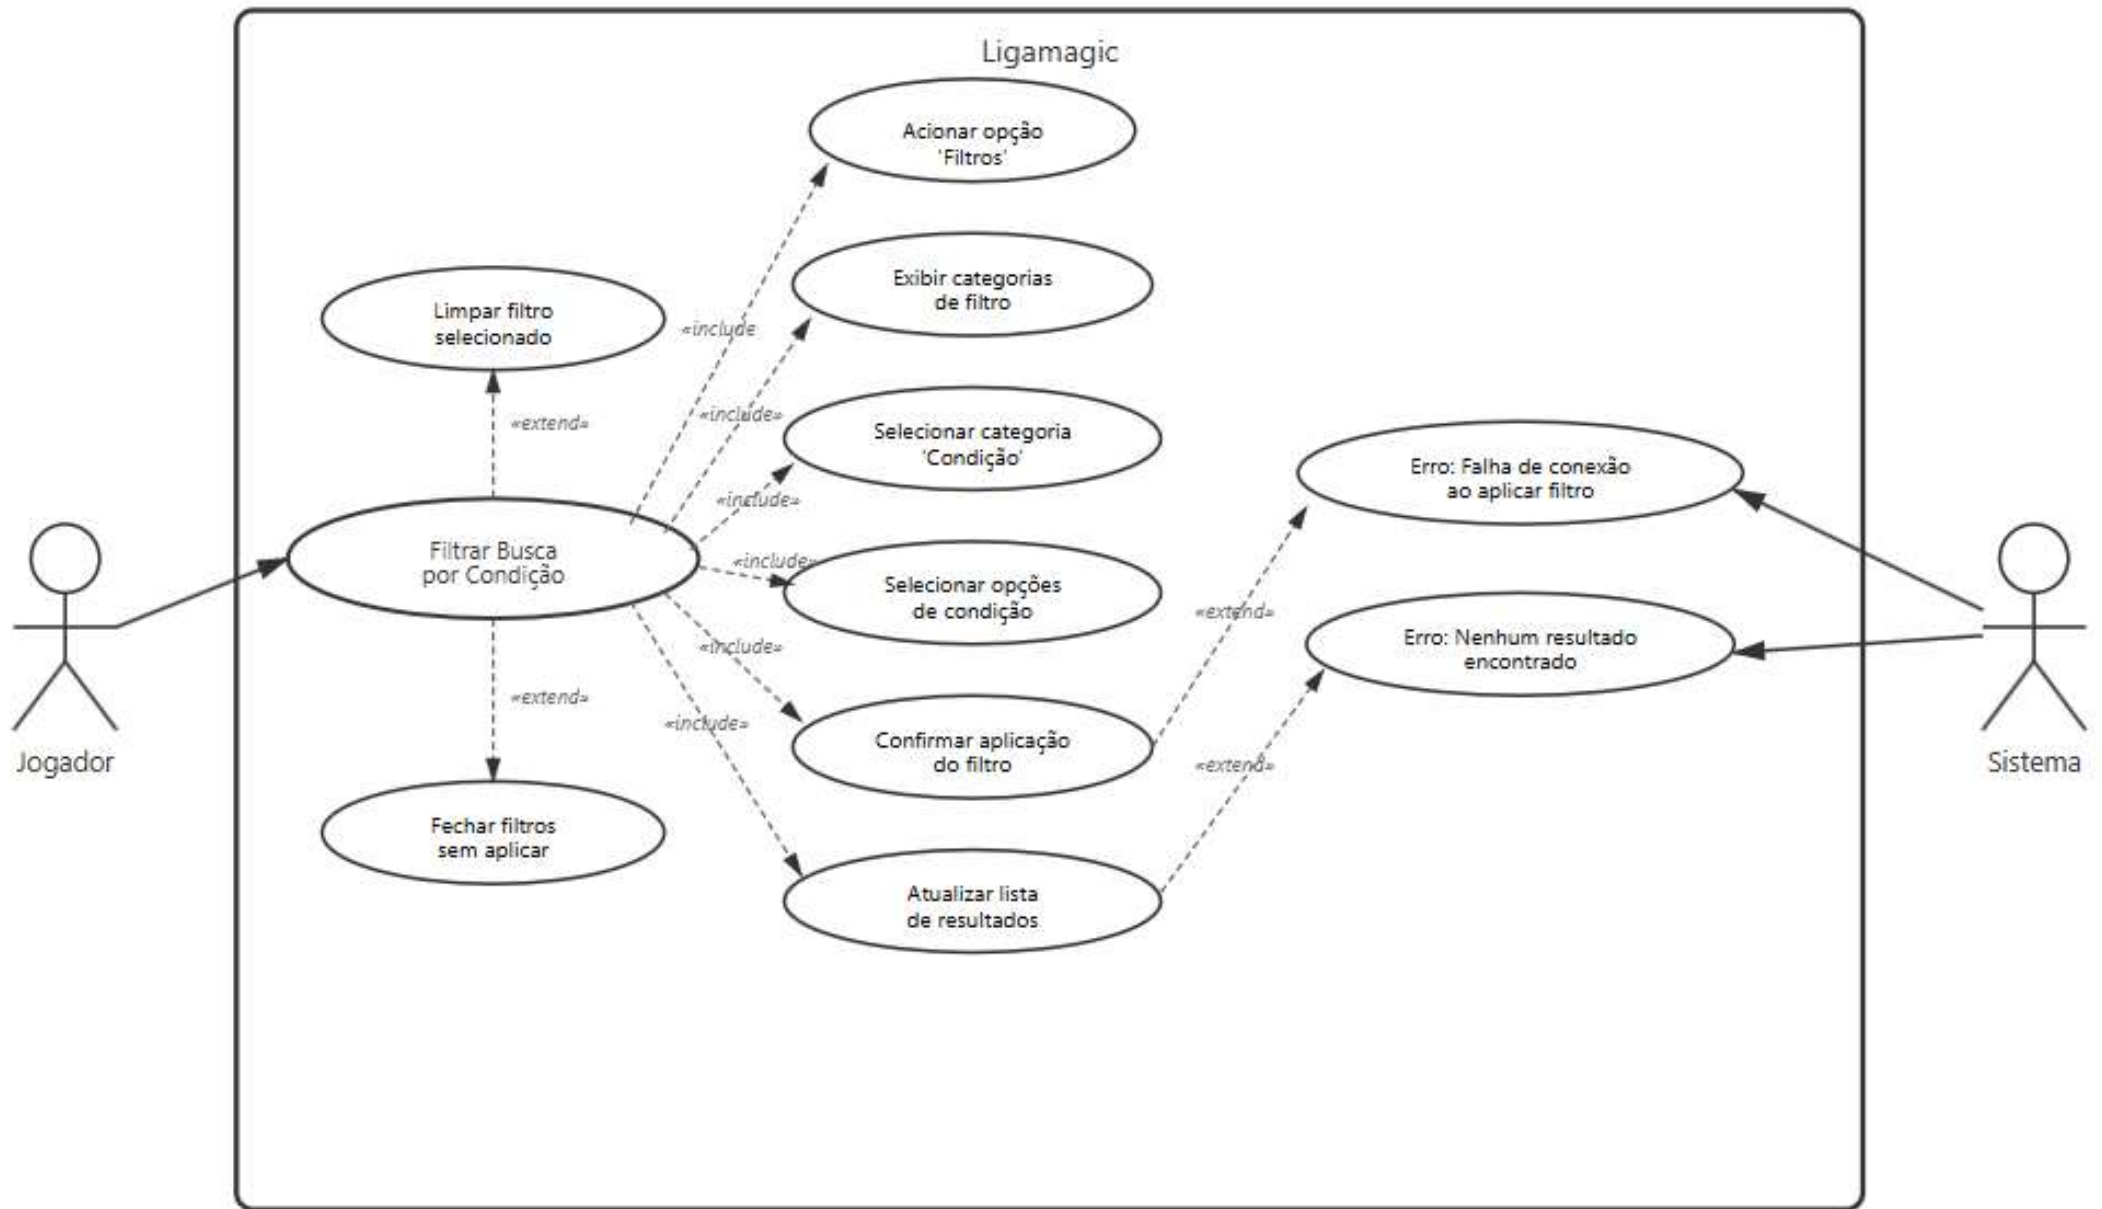 Ligamagic
Acionar opção
'Filtros'
Exibir categorias
de filtro
Limpar filtro
selecionado
«include
«include»
«extend»
Selecionar categoria
'Condição'
«include»
Erro: Falha de conexão
ao aplicar filtro
Filtrar Busca
por Condição
«include»
Selecionar opções
de condição
«extend»
Erro: Nenhum resultado
encontrado
«include»
«extend»
«include»
Confirmar aplicação
do filtro
«extend»
Jogador
Sistema
Fechar filtros
sem aplicar
Atualizar lista
de resultados